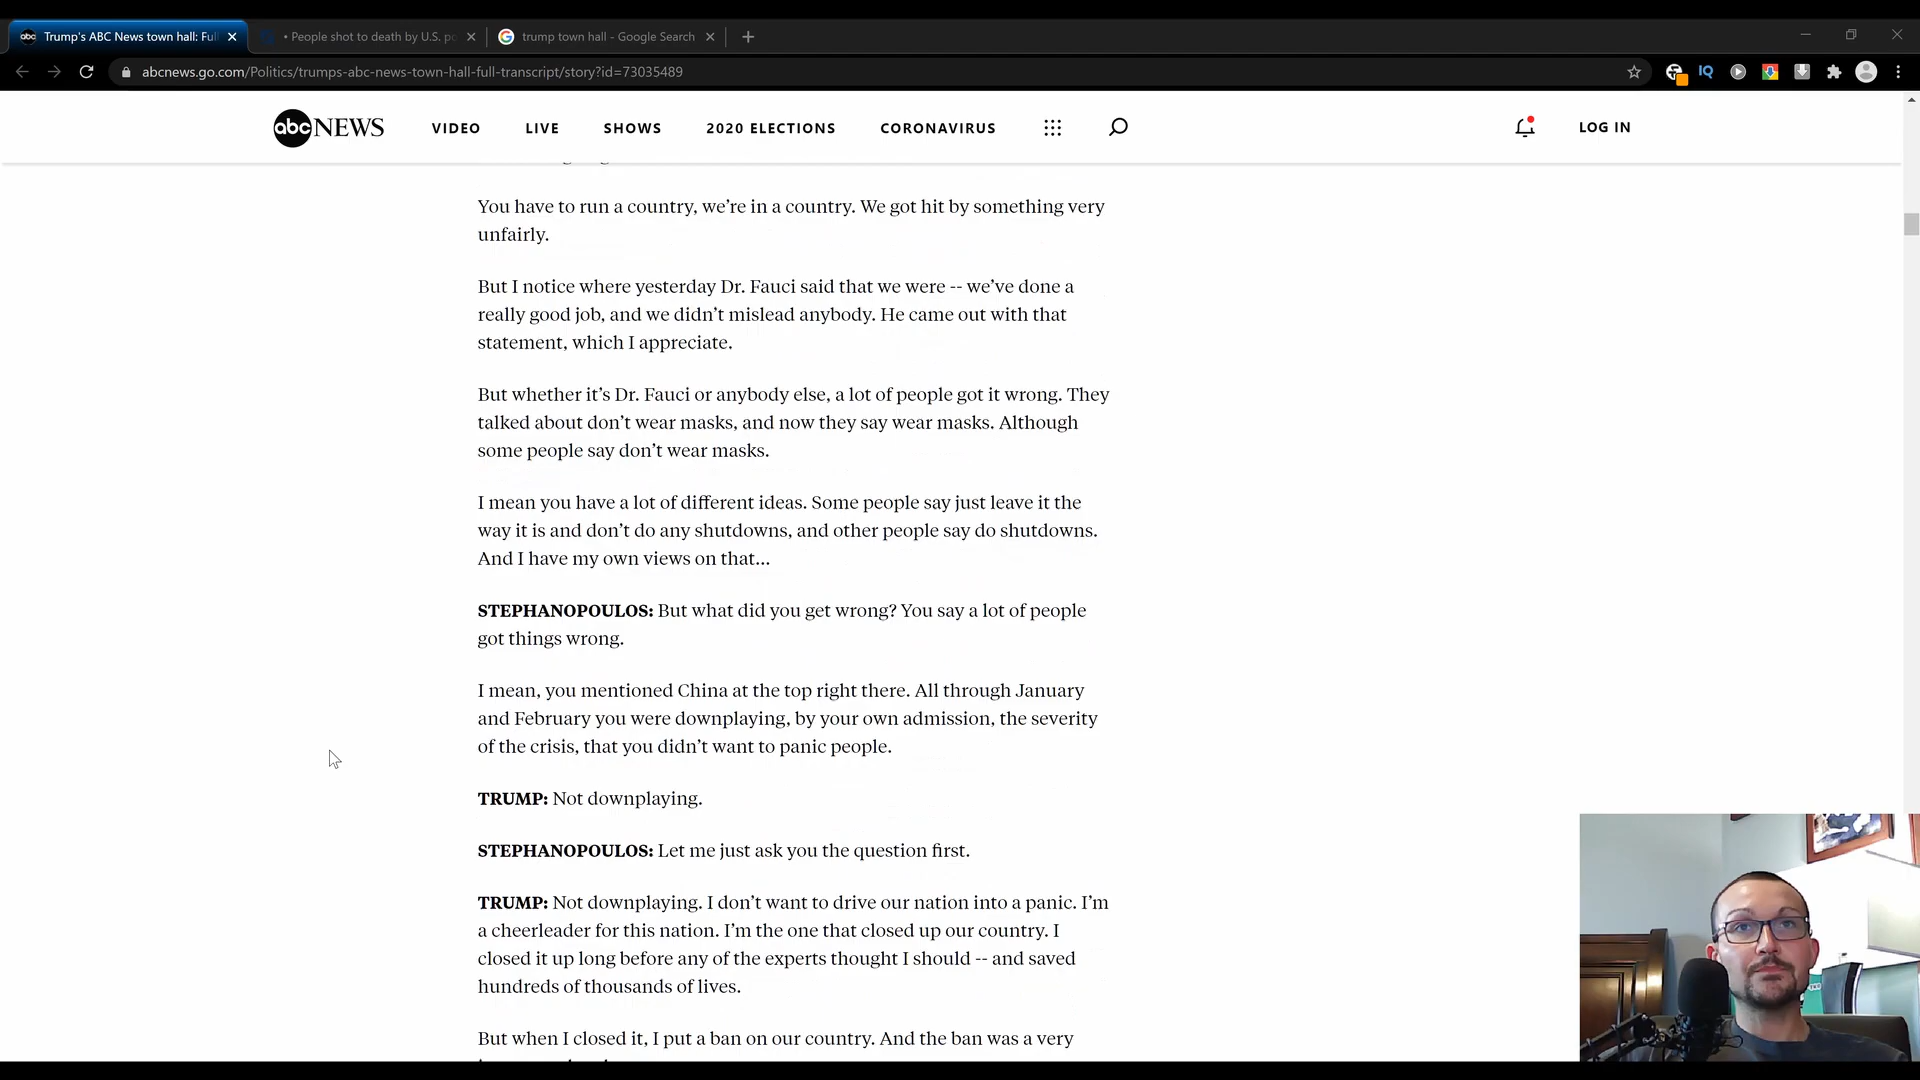 Trump's ABC News town hall: Ful
• People shot to death by U.S. po
trump town hall - Google Search
abcnews.go.com/Politics/trumps-abc-news-town-hall-full-transcript/story?id=73035489
IQ
abc NEWS
VIDEO
LIVE
SHOWS
2020 ELECTIONS
CORONAVIRUS
LOG IN
You have to run a country, we’re in a country. We got hit by something very
unfairly.
But I notice where yesterday Dr. Fauci said that we were -- we’ve done a
really good job, and we didn’t mislead anybody. He came out with that
statement, which I appreciate.
But whether it’s Dr. Fauci or anybody else, a lot of people got it wrong. They
talked about don’t wear masks, and now they say wear masks. Although
some people say don’t wear masks.
I mean you have a lot of different ideas. Some people say just leave it the
way it is and don’t do any shutdowns, and other people say do shutdowns.
And I have my own views on that...
STEPHANOPOULOS: But what did you get wrong? You say a lot of people
got things wrong.
I mean, you mentioned China at the top right there. All through January
and February you were downplaying, by your own admission, the severity
of the crisis, that you didn’t want to panic people.
TRUMP: Not downplaying.
STEPHANOPOULOS: Let me just ask you the question first.
TRUMP: Not downplaying. I don’t want to drive our nation into a panic. I’m
a cheerleader for this nation. I’m the one that closed up our country. I
closed it up long before any of the experts thought I should -- and saved
hundreds of thousands of lives.
But when I closed it, I put a ban on our country. And the ban was a very